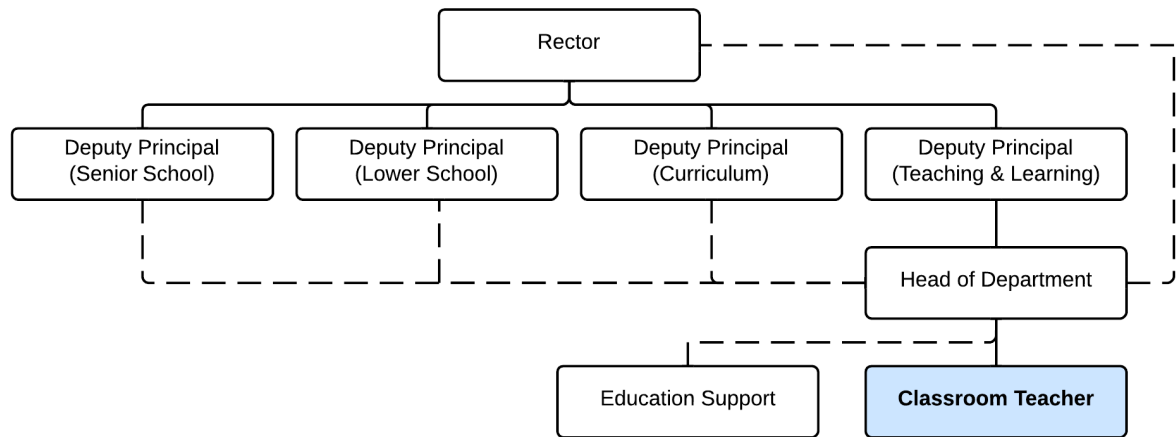 Rector
Deputy Principal
(Senior School)
Deputy Principal
(Lower School)
Deputy Principal
(Curriculum)
Deputy Principal
(Teaching & Learning)
Head of Department
Education Support
Classroom Teacher